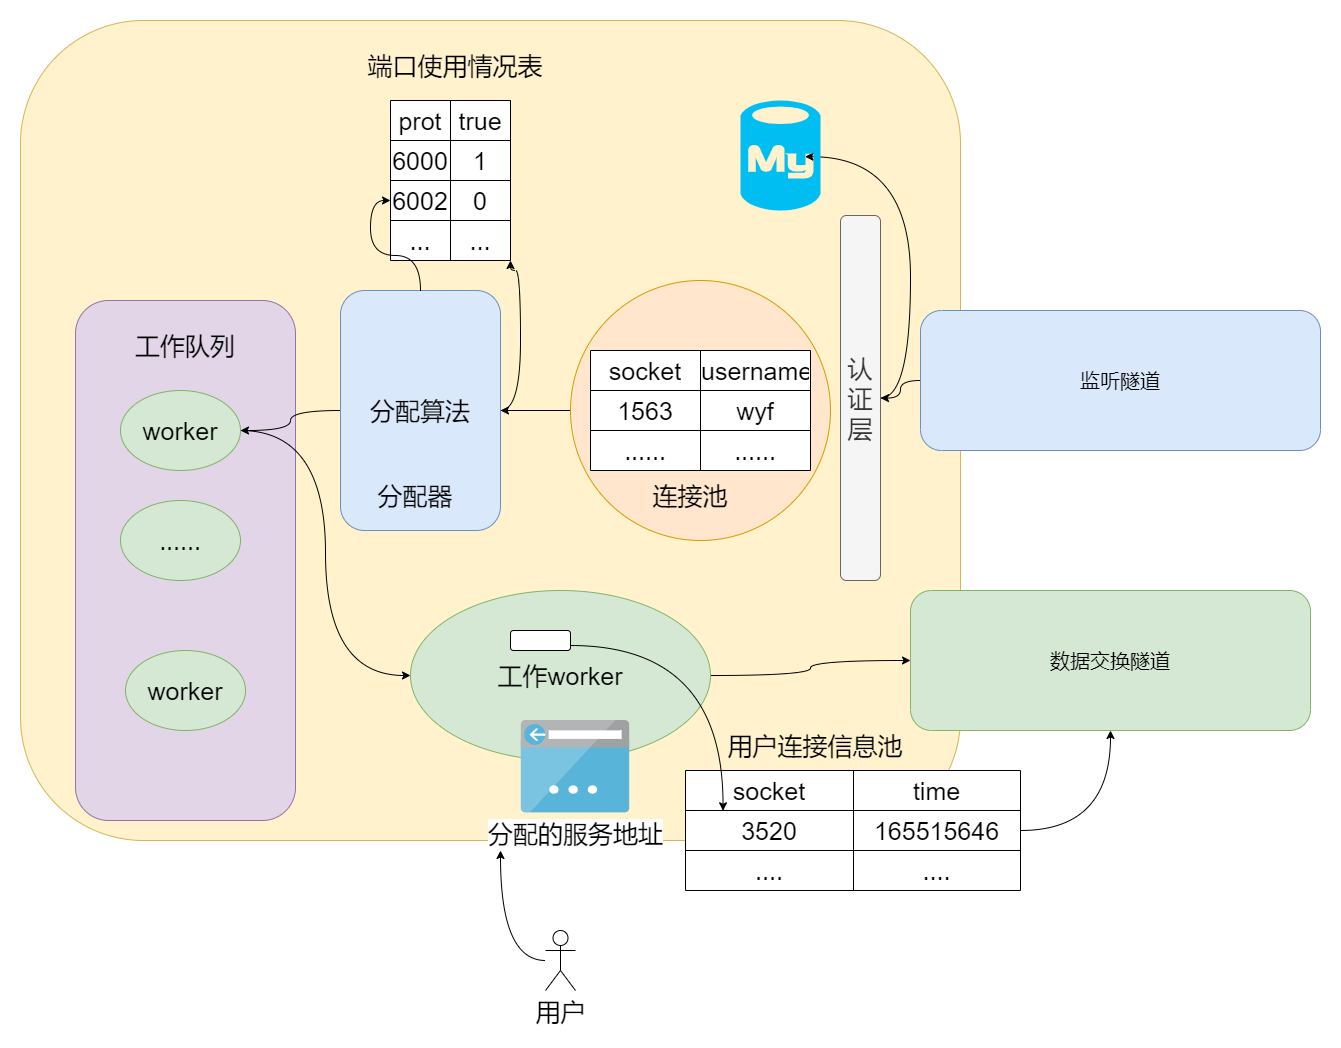 端口使用情况表
prot true
6000 1
6002 0
... ...
My
工作队列
worker
......
worker
分配算法
分配器
socket username
1563 wyf
...... ......
连接池
认
证
层
监听隧道
工作worker
数据交换隧道
用户连接信息池
socket time
3520 165515646
.... ....
分配的服务地址
用户